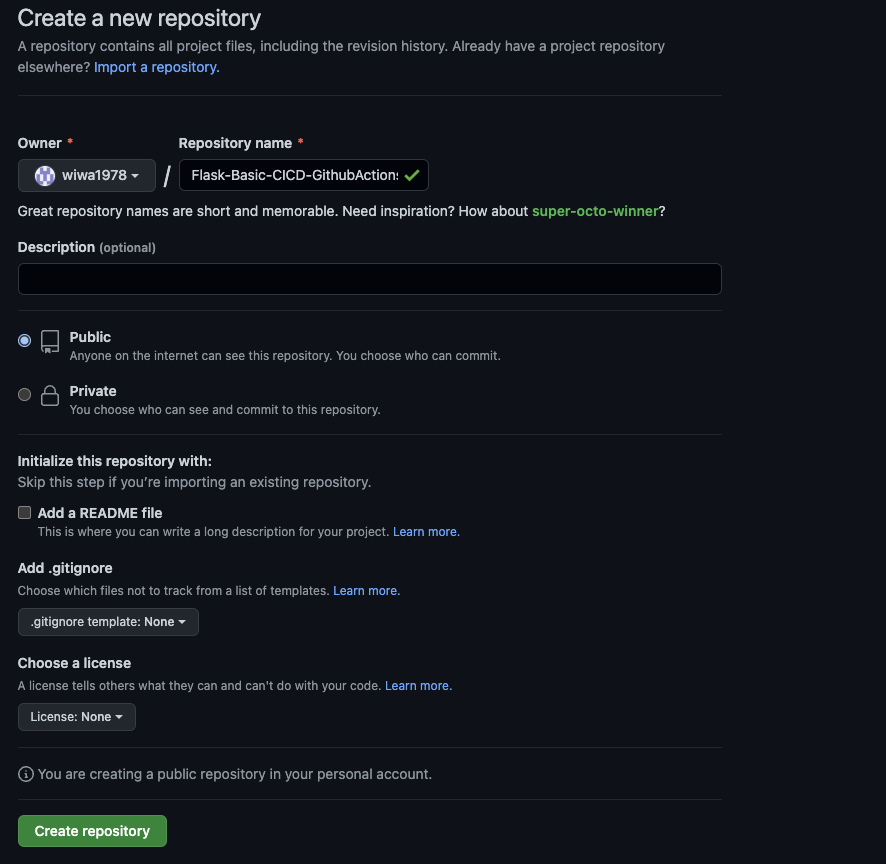 Create a new repository
A repository contains all project files, including the revision history. Already have a project repository
elsewhere? Import a repository.
Owner * Repository name *
wiwa1978 / Flask-Basic-CICD-GithubActions
Great repository names are short and memorable. Need inspiration? How about super-octo-winner?
Description (optional)
Public
Anyone on the internet can see this repository. You choose who can commit.
Private
You choose who can see and commit to this repository.
Initialize this repository with:
Skip this step if you’re importing an existing repository.
Add a README file
This is where you can write a long description for your project. Learn more.
Add .gitignore
Choose which files not to track from a list of templates. Learn more.
.gitignore template: None
Choose a license
A license tells others what they can and can't do with your code. Learn more.
License: None
You are creating a public repository in your personal account.
Create repository